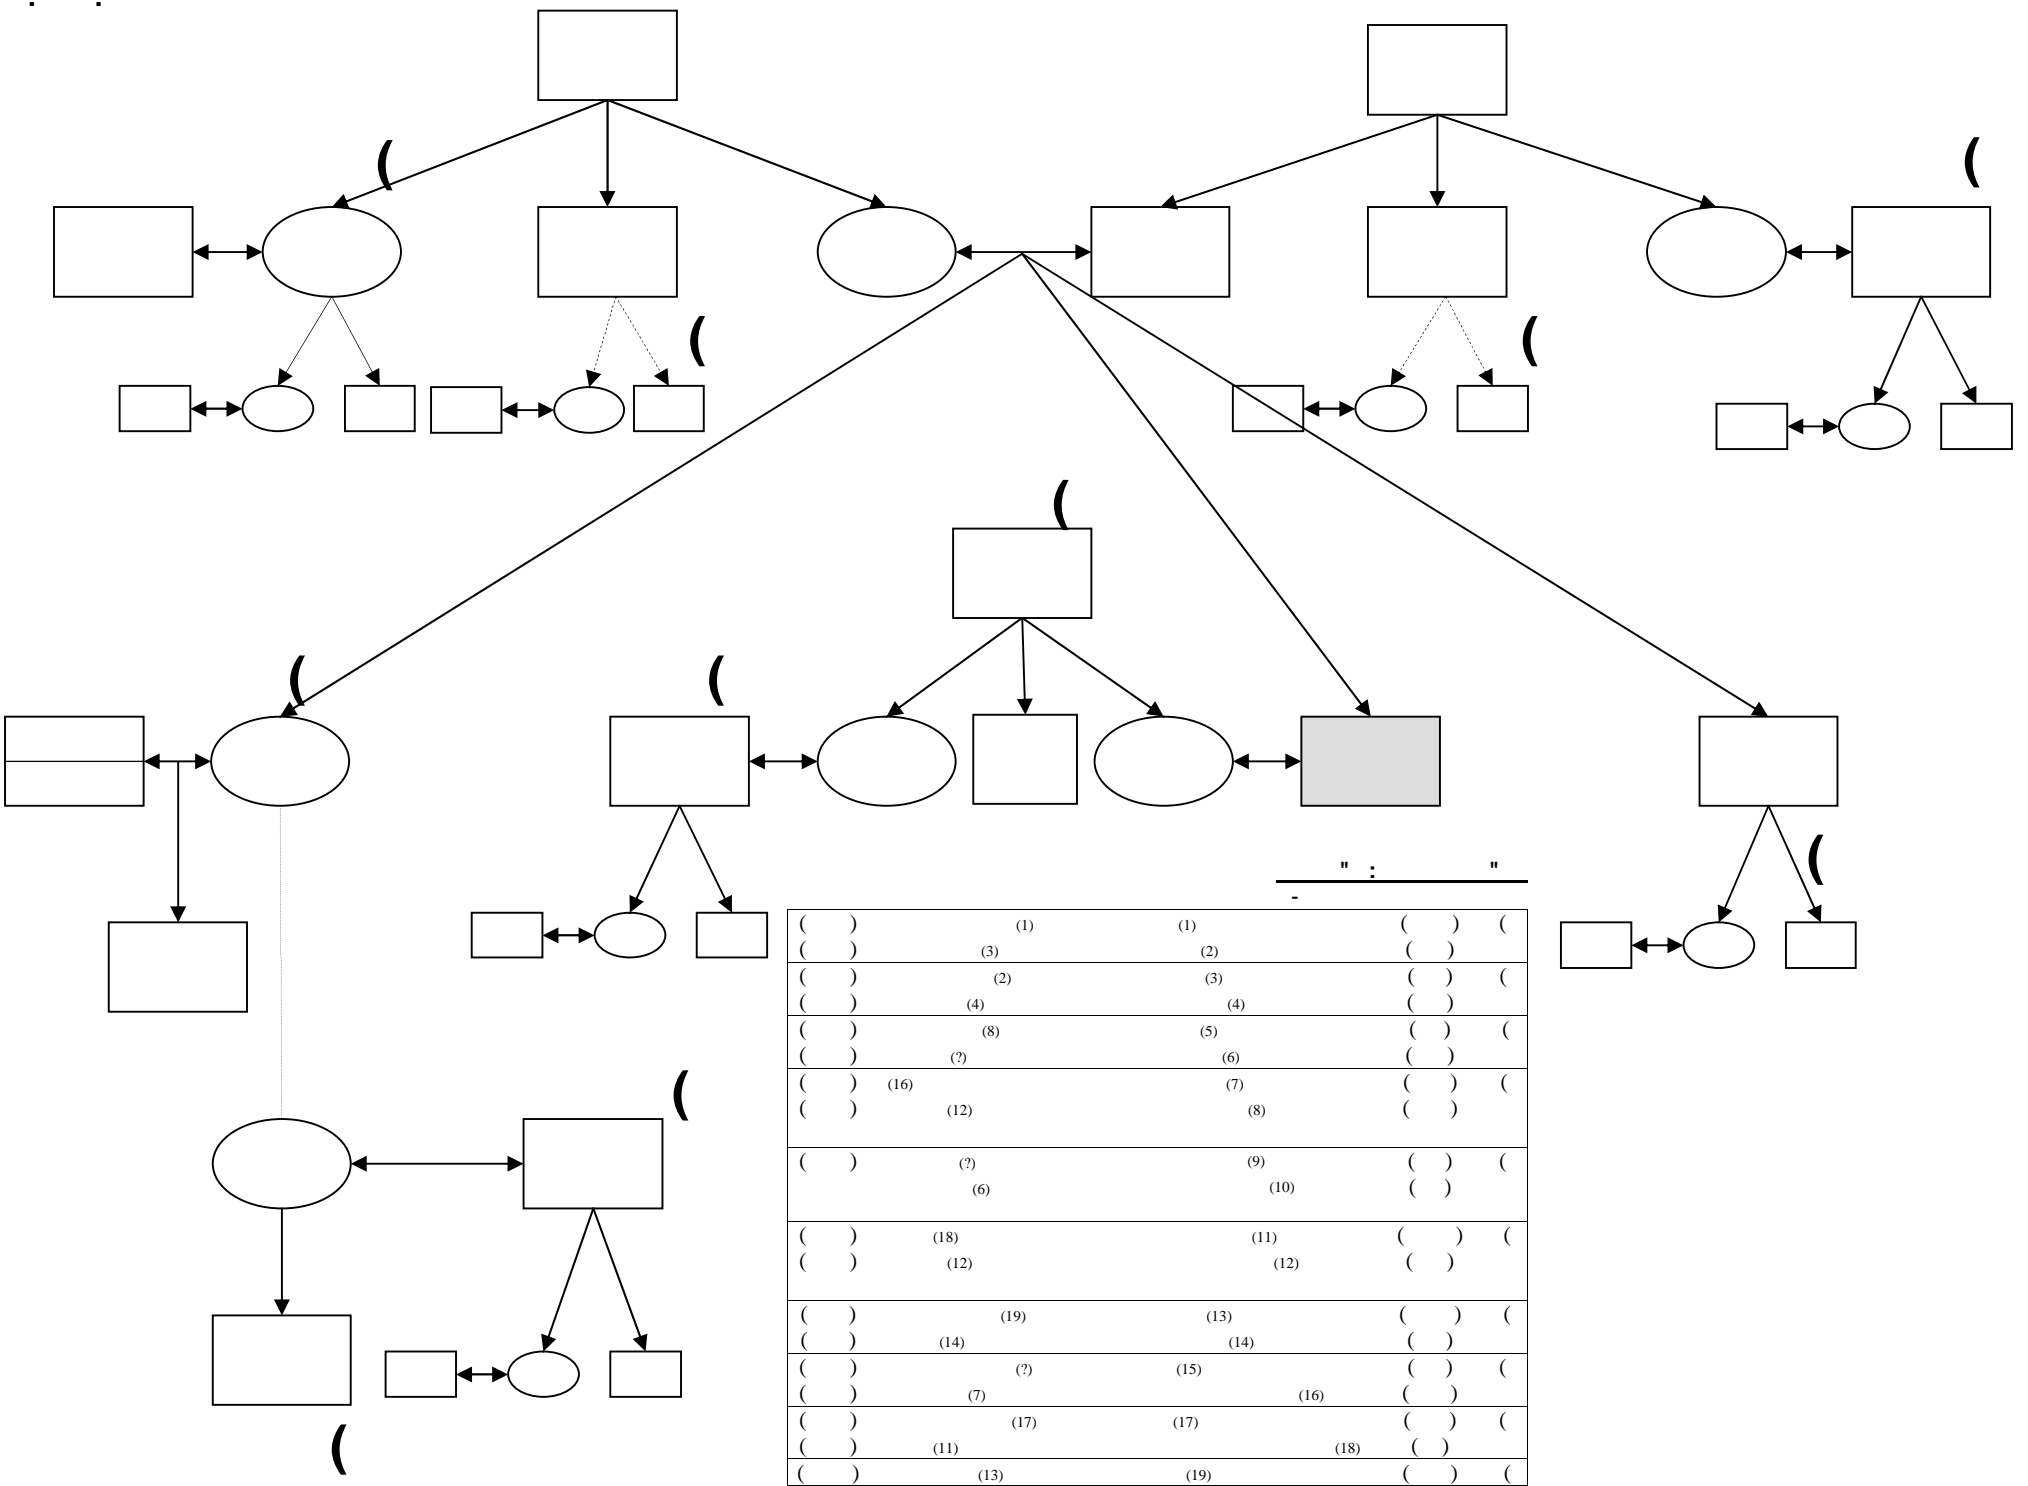 . .
(
(
(
(
(
(
(
(
" : "
-
( ) (1) (1) ( ) (
( ) (3) (2) ( )
( ) (2) (3) ( ) (
( ) (4) (4) ( )
( ) (8) (5) ( ) (
( ) (?) (6) ( )
( ) (16) (7) ( ) (
( ) (12) (8) ( )
( ) (?) (9) ( ) (
(6) (10) ( )
( ) (18) (11) ( ) (
( ) (12) (12) ( )
( ) (19) (13) ( ) (
( ) (14) (14) ( )
( ) (?) (15) ( ) (
( ) (7) (16) ( )
( ) (17) (17) ( ) (
( ) (11) (18) ( )
( ) (13) (19) ( ) (
(
(